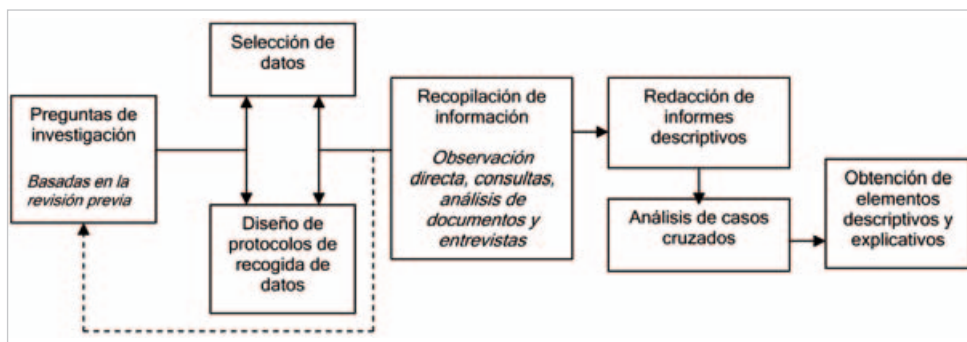 Preguntas de
investigación
Basadas en la
revisión previa
Selección de
datos
Diseño de
protocolos de
recogida de
datos
Recopilación de
información
Observación
directa, consultas,
análisis de
documentos y
entrevistas
Redacción de
informes
descriptivos
Análisis de casos
cruzados
Obtención de
elementos
descriptivos y
explicativos